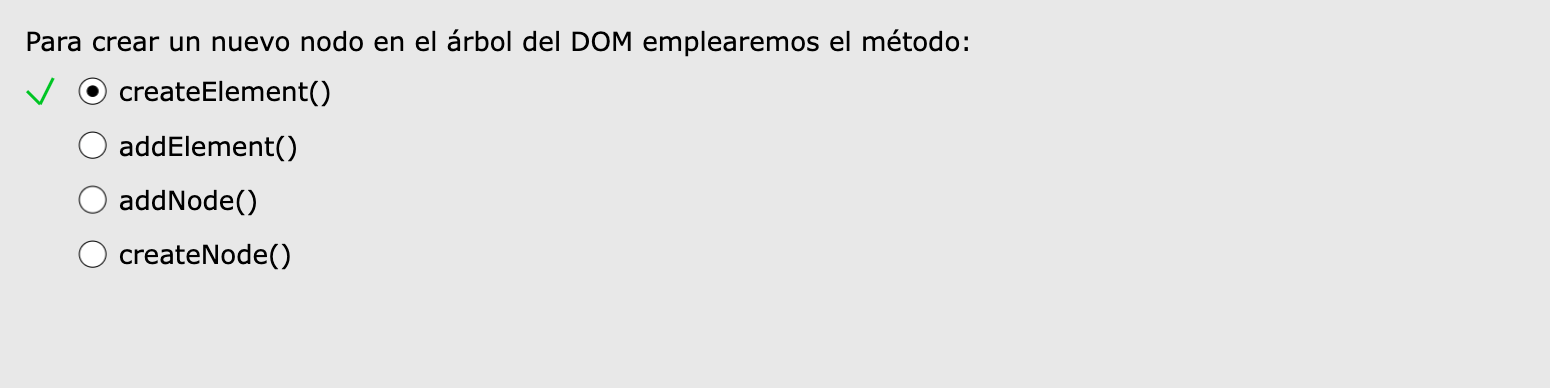 Para crear un nuevo nodo en el árbol del DOM emplearemos el método:
createElement()
addElement()
addNode()
createNode()